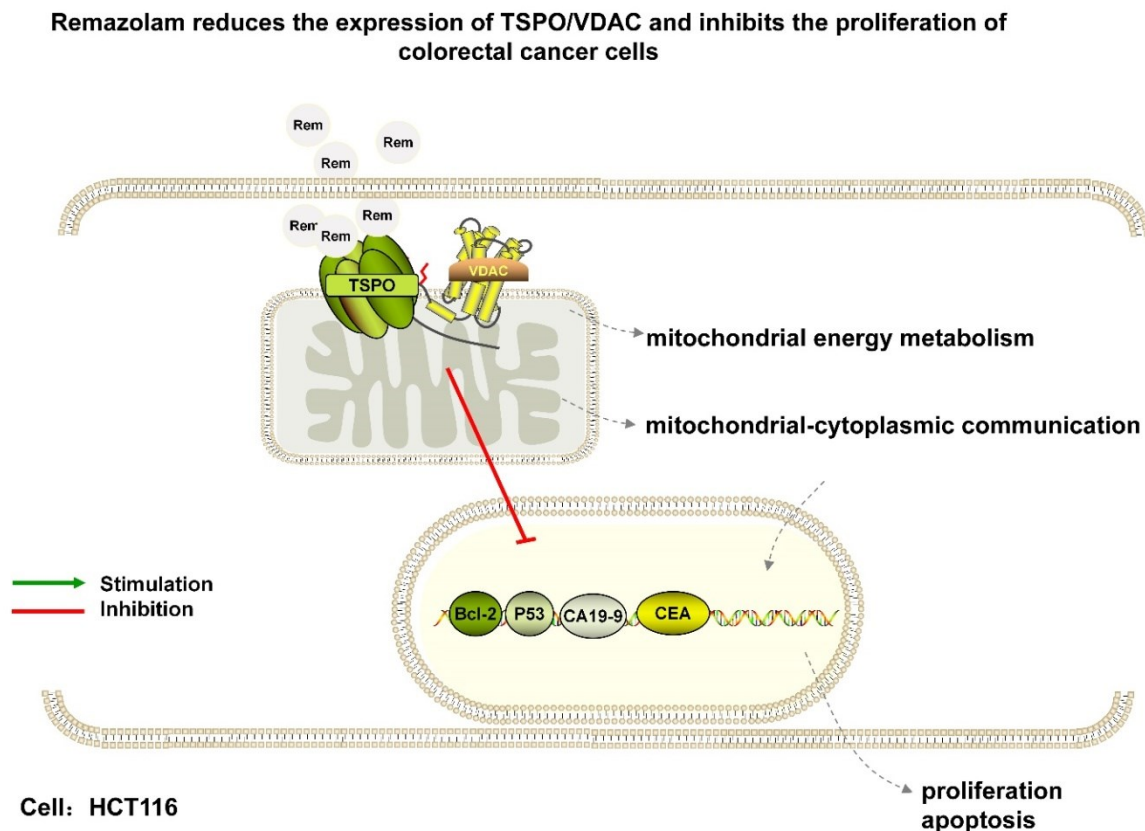 Remazolam reduces the expression of TSPO/VDAC and inhibits the proliferation of
colorectal cancer cells
Rem
Rem
Rem
Rem
Rem
Rem
TSPO
VDAC
mitochondrial energy metabolism
mitochondrial-cytoplasmic communication
Stimulation
Inhibition
Bcl-2
P53
CA19-9
CEA
Cell: HCT116
proliferation
apoptosis